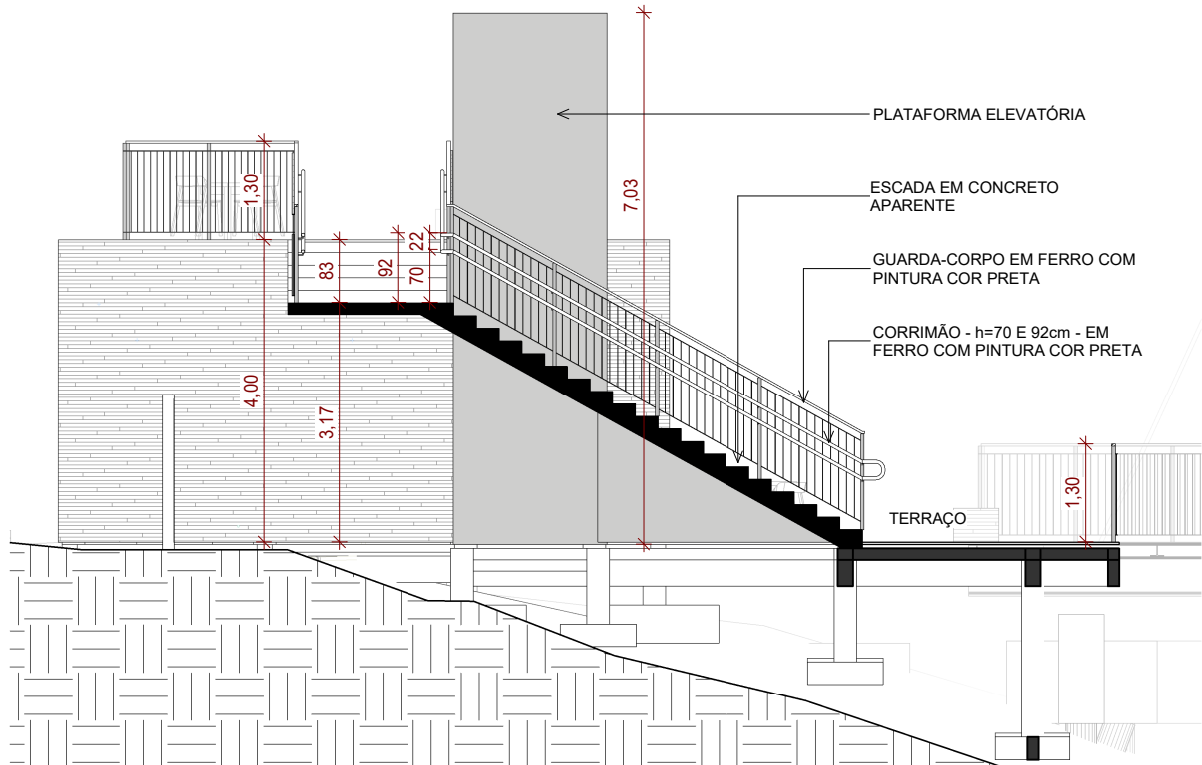 PLATAFORMA ELEVATÓRIA
ESCADA EM CONCRETO
APARENTE
GUARDA-CORPO EM FERRO COM
PINTURA COR PRETA
CORRIMÃO - h=70 E 92cm - EM
FERRO COM PINTURA COR PRETA
TERRAÇO
1,30
4,00
83
3,17
92
22
70
7,03
1,30